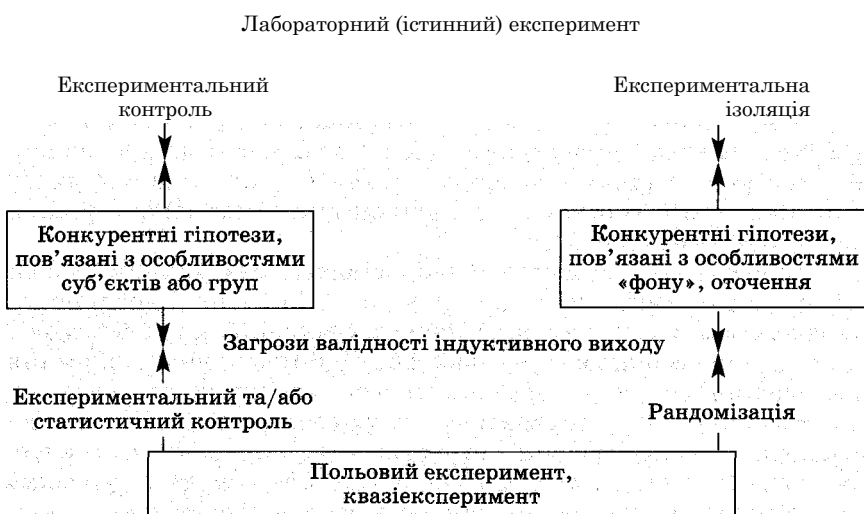 Лабораторний (істинний) експеримент
Експериментальний
контроль
Експериментальна
ізоляція
Конкурентні гіпотези,
пов’язані з особливостями
суб’єктів або груп
Конкурентні гіпотези,
пов’язані з особливостями
«фону», оточення
Загрози валідності індуктивного виходу
Експериментальний та/або
статистичний контроль
Рандомізація
Польовий експеримент,
квазіексперимент